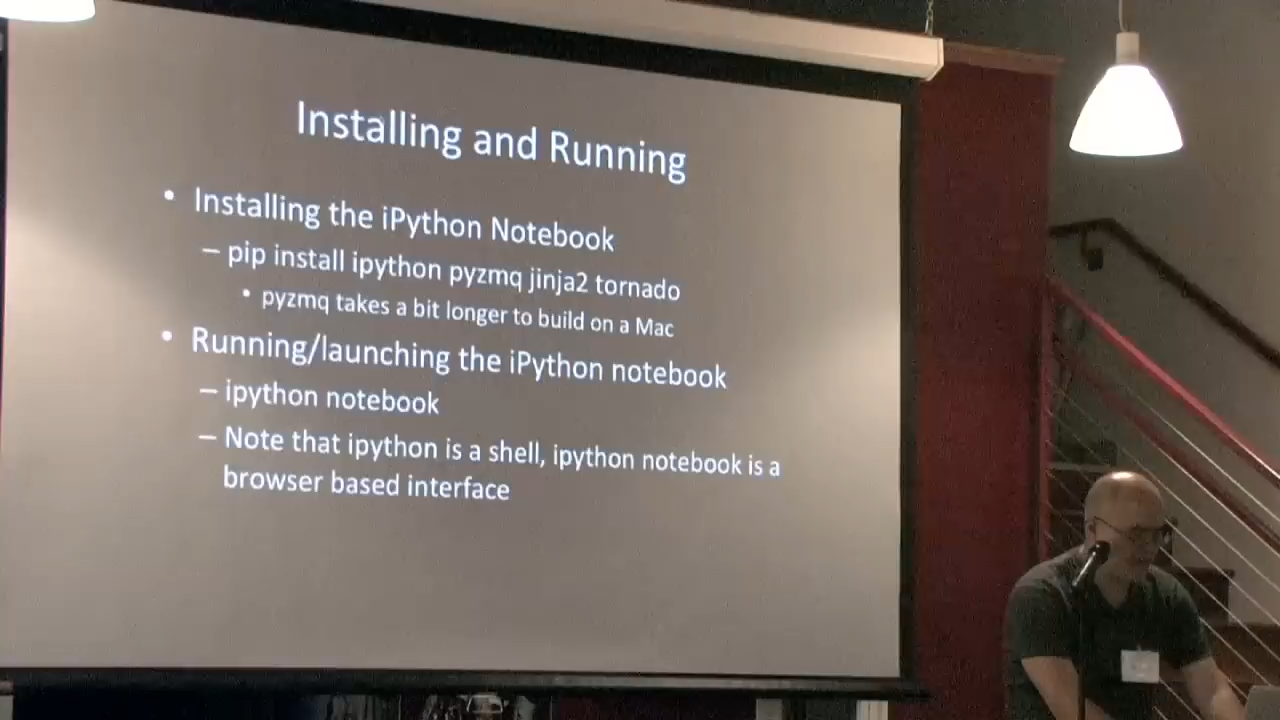 Installing and Running
• Installing the iPython Notebook
– pip install ipython pyzmq jinja2 tornado
• pyzmq takes a bit longer to build on a Mac
• Running/launching the iPython notebook
– ipython notebook
– Note that ipython is a shell, ipython notebook is a
browser based interface